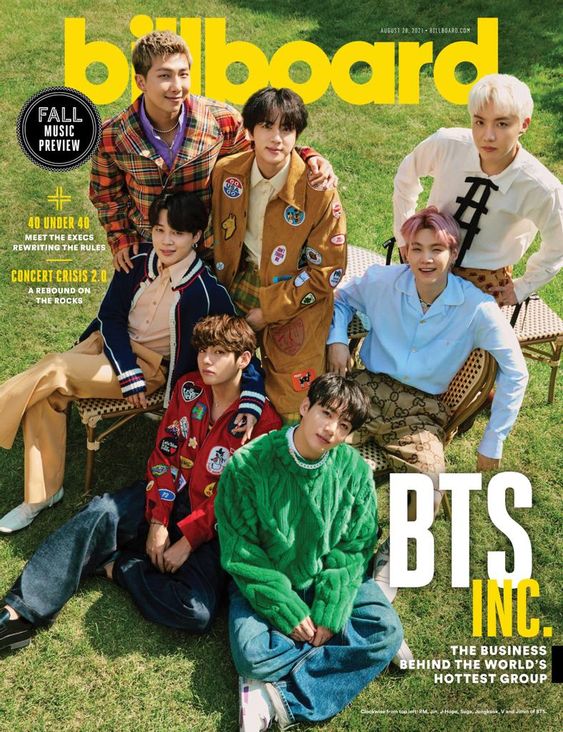 billboard
AUGUST 28, 2021 • BILLBOARD.COM
FALL
MUSIC
PREVIEW
40 UNDER 40
MEET THE EXECS
REWRITING THE RULES
CONCERT CRISIS 2.0
A REBOUND ON
THE ROCKS
BTS
INC.
THE BUSINESS
BEHIND THE WORLD'S
HOTTEST GROUP
Clockwise from top left: RM, Jin, J-Hope, Suga, Jungkook, V and Jimin of BTS.